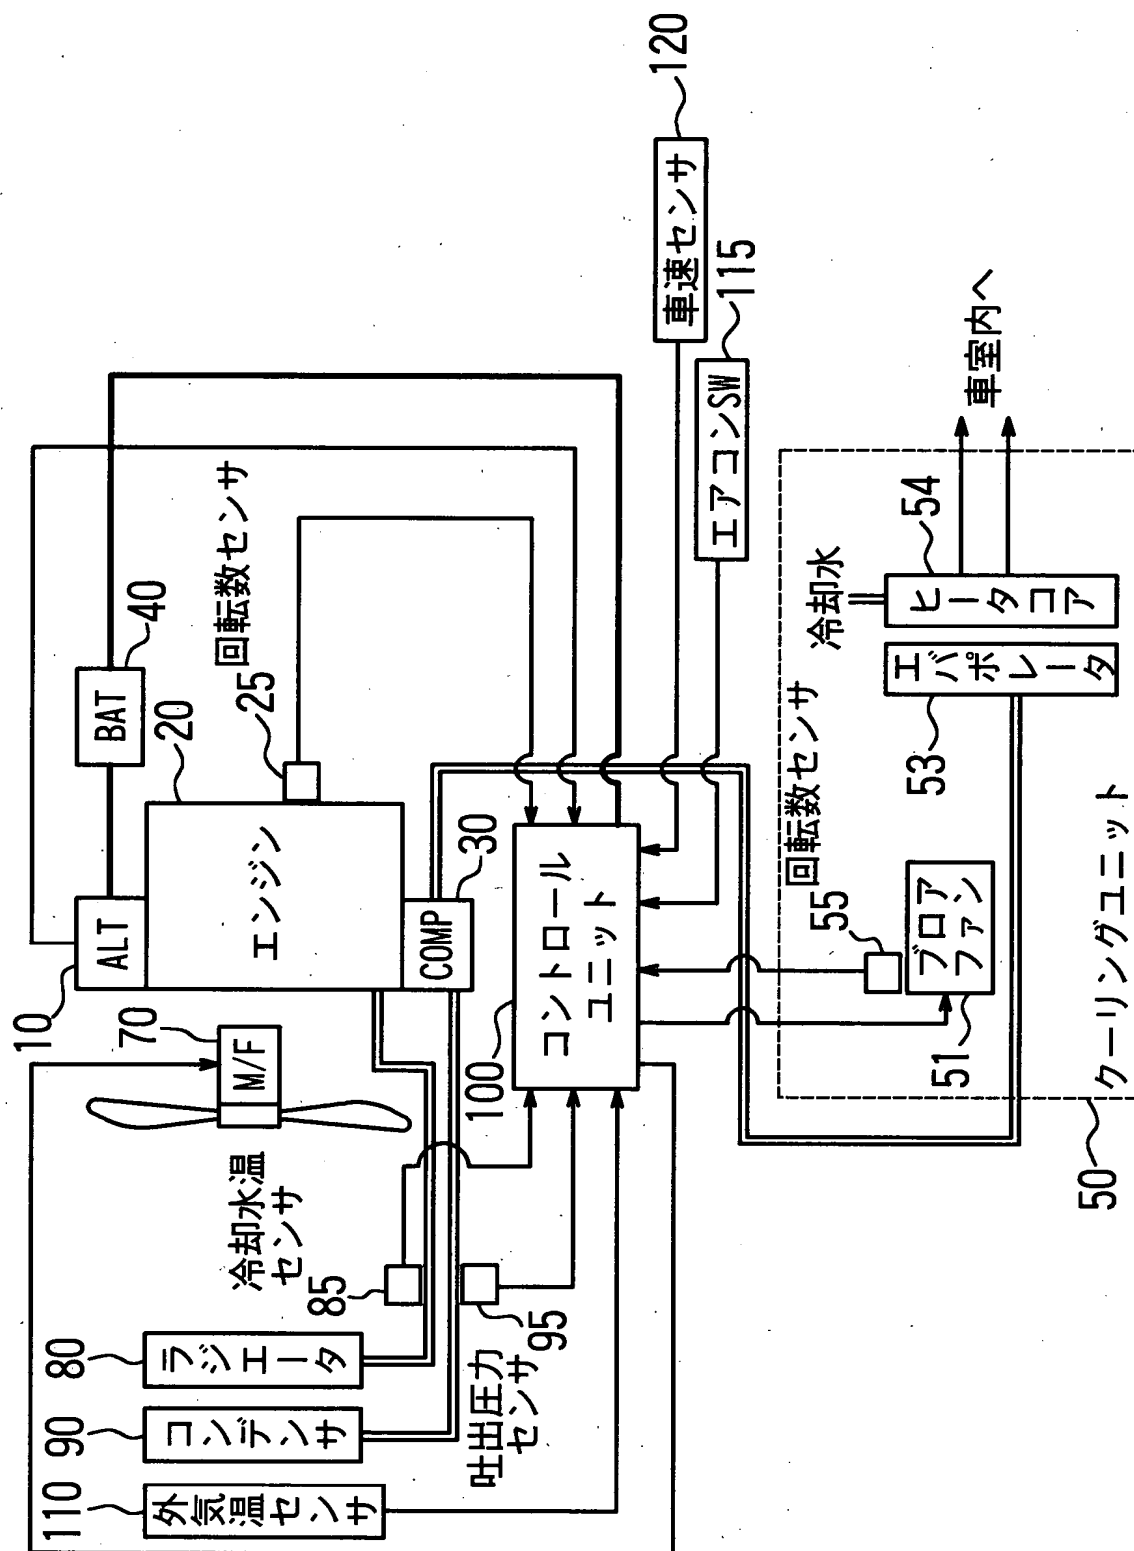 110
外気温センサ
90
コンデンサ
80
ラジエータ
吐出圧力
センサ
95
冷却水温
センサ
85
10
70
M/F
ALT
BAT
40
20
エンジン
25
回転数センサ
COMP
30
100
コントロール
ユニット
車速センサ
120
エアコンSW
115
50
クーリングユニット
51
ブロア
ファン
55
回転数センサ
53
エバポレータ
冷却水
ヒータコア
54
車室内へ